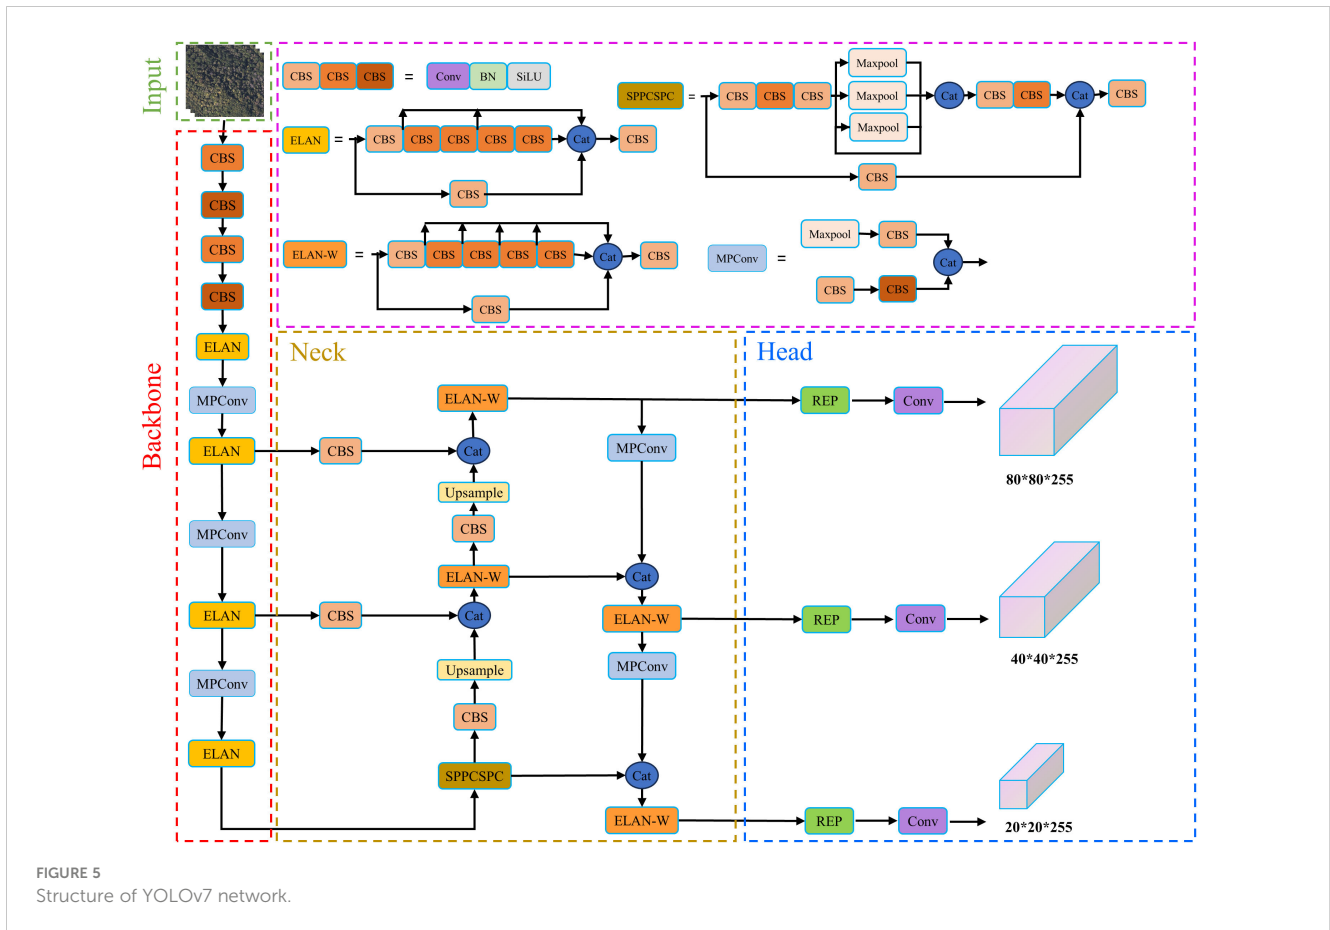 Input
CBS CBS CBS = Conv BN SiLU
ELAN = CBS CBS CBS CBS CBS Cat CBS
CBS
SPPCSPC = CBS CBS CBS Maxpool Cat CBS CBS Cat CBS
Maxpool
Maxpool
CBS
ELAN-W = CBS CBS CBS CBS CBS Cat CBS
CBS
MPConv = Maxpool CBS Cat
CBS CBS
Backbone
CBS
CBS
CBS
CBS
ELAN
MPConv
ELAN
MPConv
ELAN
MPConv
ELAN
Neck
ELAN-W
CBS Cat
Upsample
CBS
ELAN-W
CBS Cat
Upsample
CBS
SPPCSPC
MPConv
Cat
ELAN-W
MPConv
Cat
ELAN-W
Head
REP Conv
80*80*255
REP Conv
40*40*255
REP Conv
20*20*255
FIGURE 5
Structure of YOLOv7 network.